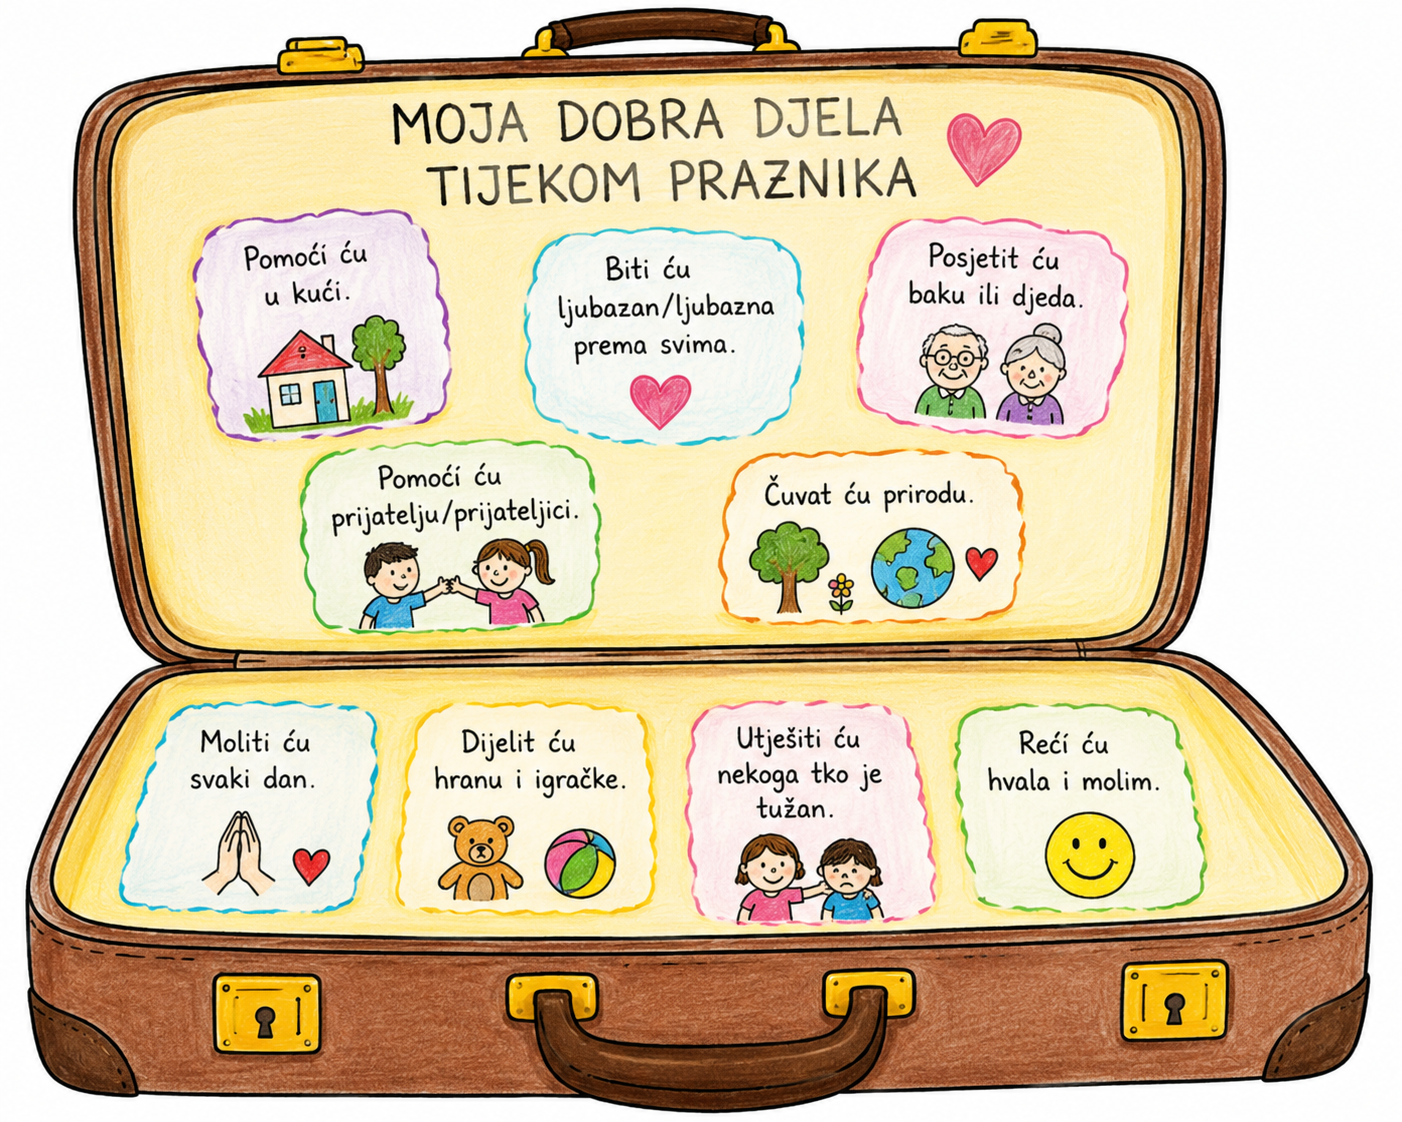 MOJA DOBRA DJELA
TIJEKOM PRAZNIKA
Pomoći ću
u kući.
Biti ću
ljubazan/ljubazna
prema svima.
Posjetit ću
baku ili djeda.
Pomoći ću
prijatelju/prijateljici.
Čuvat ću prirodu.
Moliti ću
svaki dan.
Dijelit ću
hranu i igračke.
Utješiti ću
nekoga tko je
tužan.
Reći ću
hvala i molim.